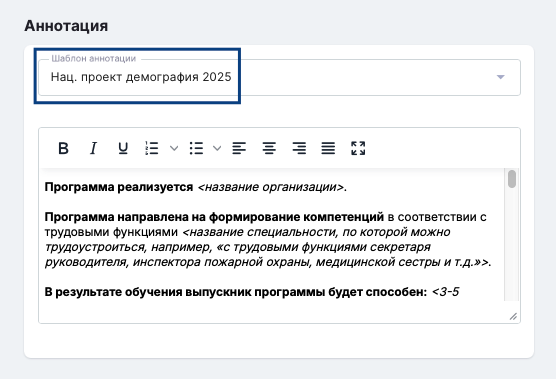 Аннотация
Шаблон аннотации
Нац. проект демография 2025
B I U
Программа реализуется <название организации>.
Программа направлена на формирование компетенций в соответствии с
трудовыми функциями <название специальности, по которой можно
трудоустроиться, например, «с трудовыми функциями секретаря
руководителя, инспектора пожарной охраны, медицинской сестры и т.д.»>.
В результате обучения выпускник программы будет способен: <3-5